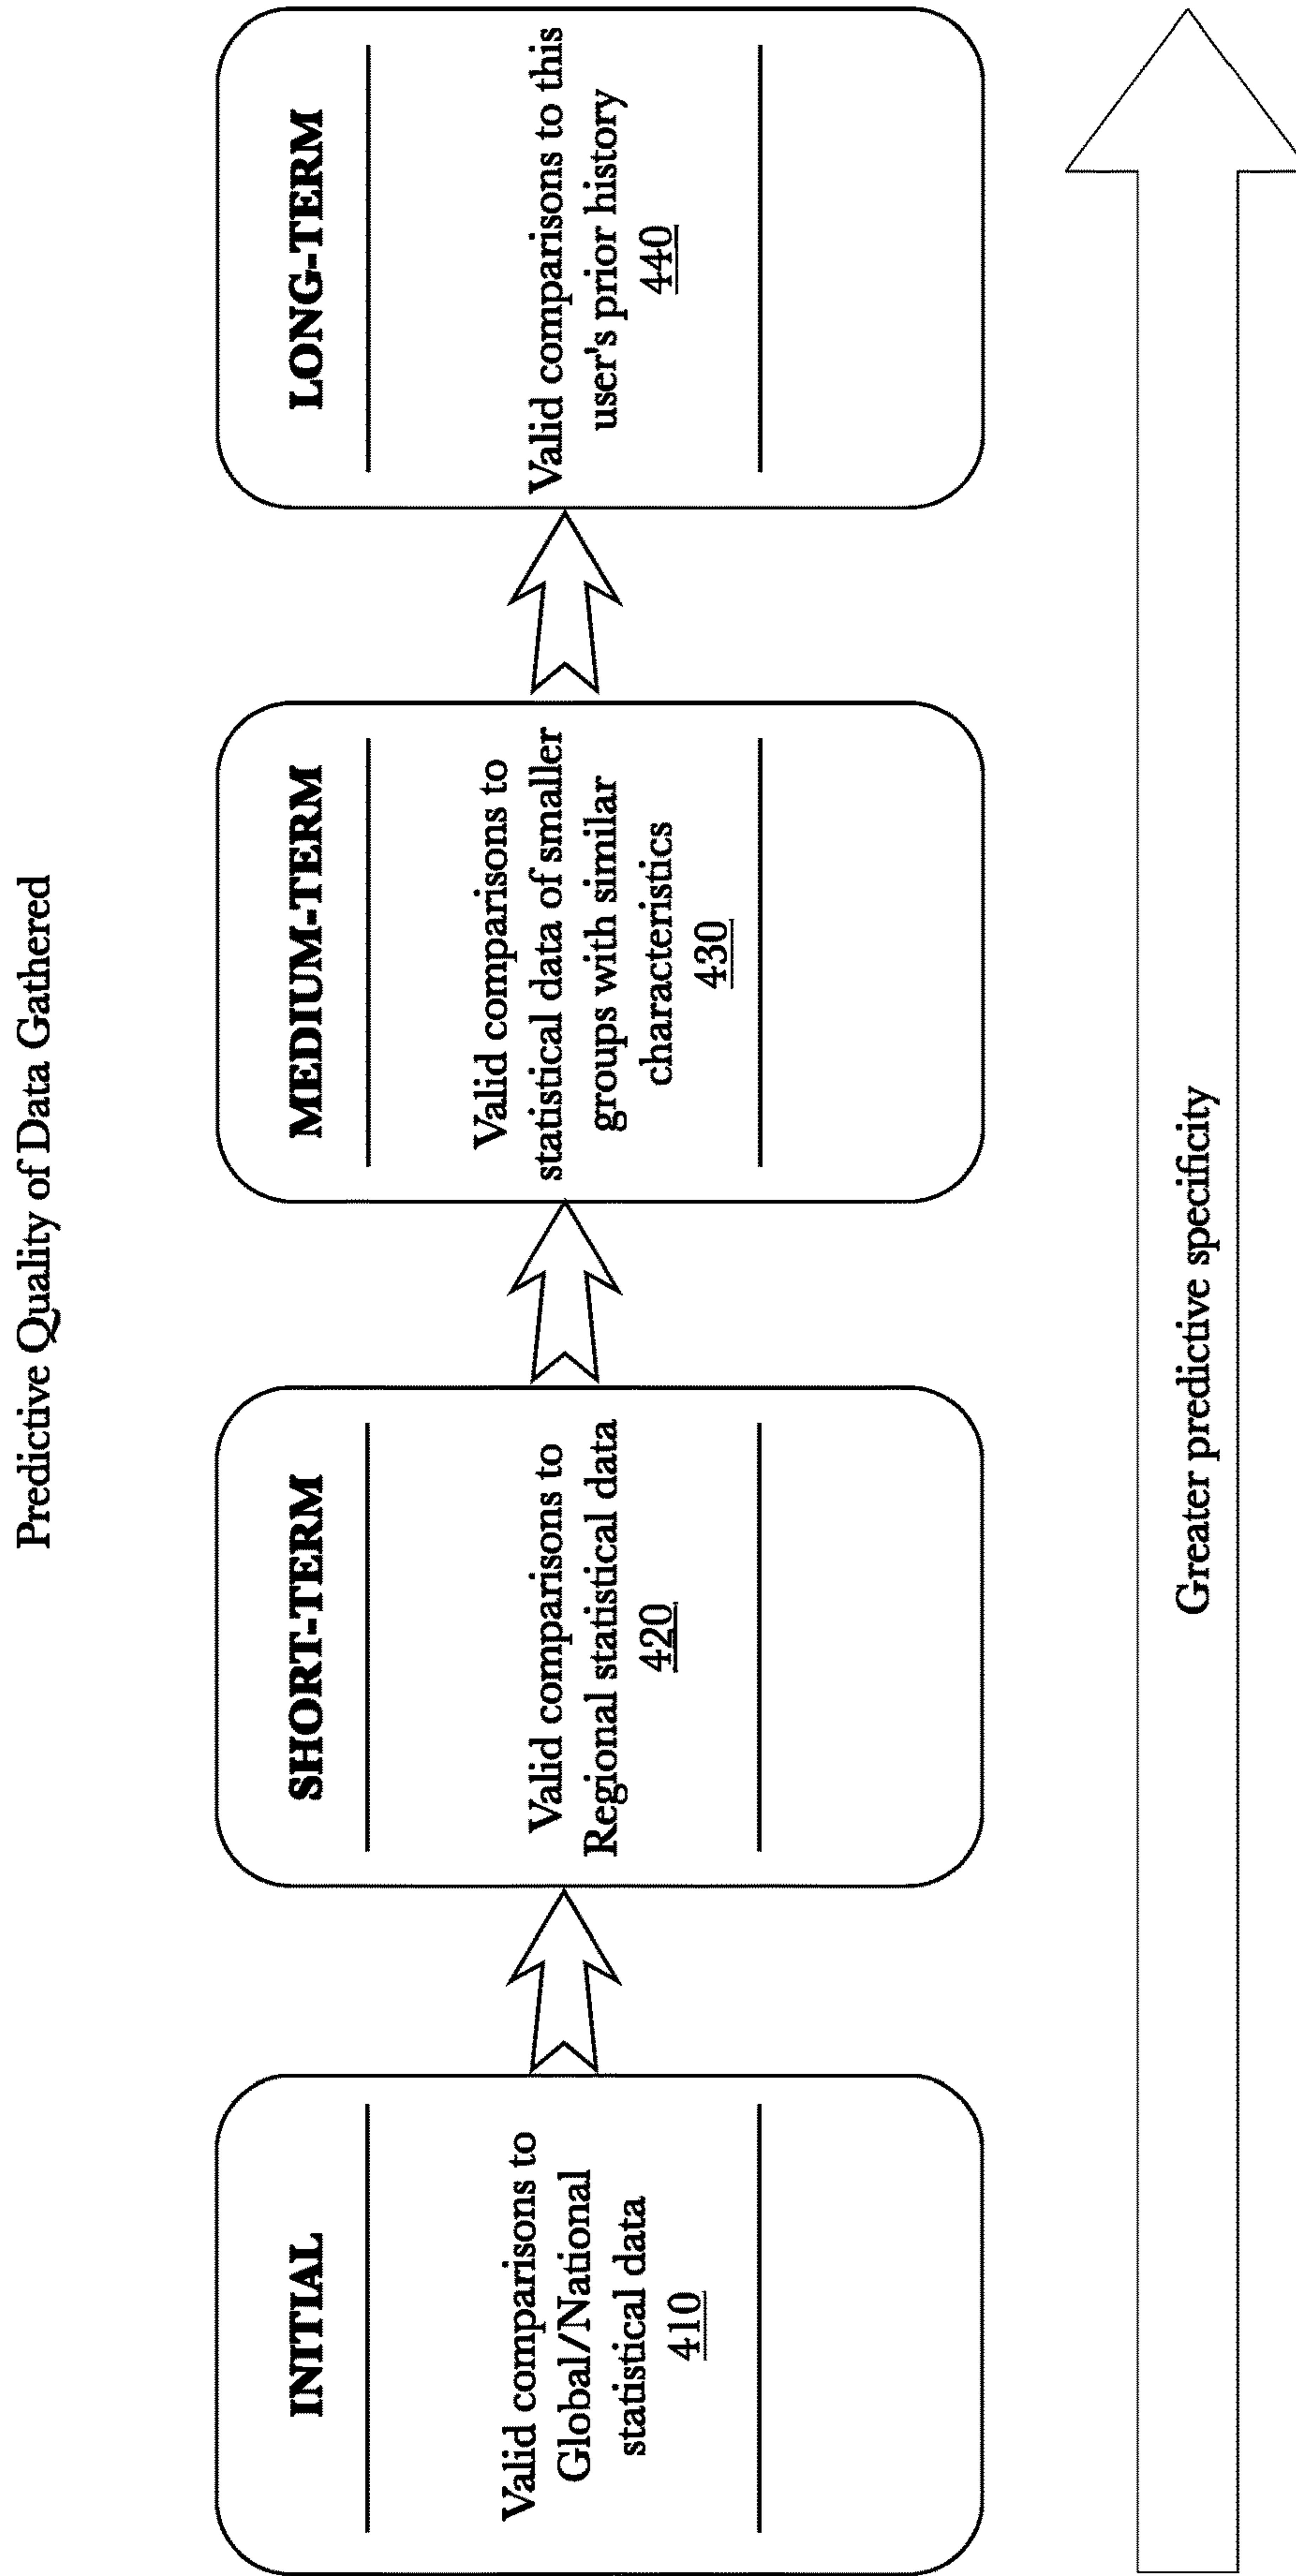 Predictive Quality of Data Gathered
INITIAL
Valid comparisons to
Global/National
statistical data
410
SHORT-TERM
Valid comparisons to
Regional statistical data
420
MEDIUM-TERM
Valid comparisons to
statistical data of smaller
groups with similar
characteristics
430
LONG-TERM
Valid comparisons to this
user's prior history
440
Greater predictive specificity